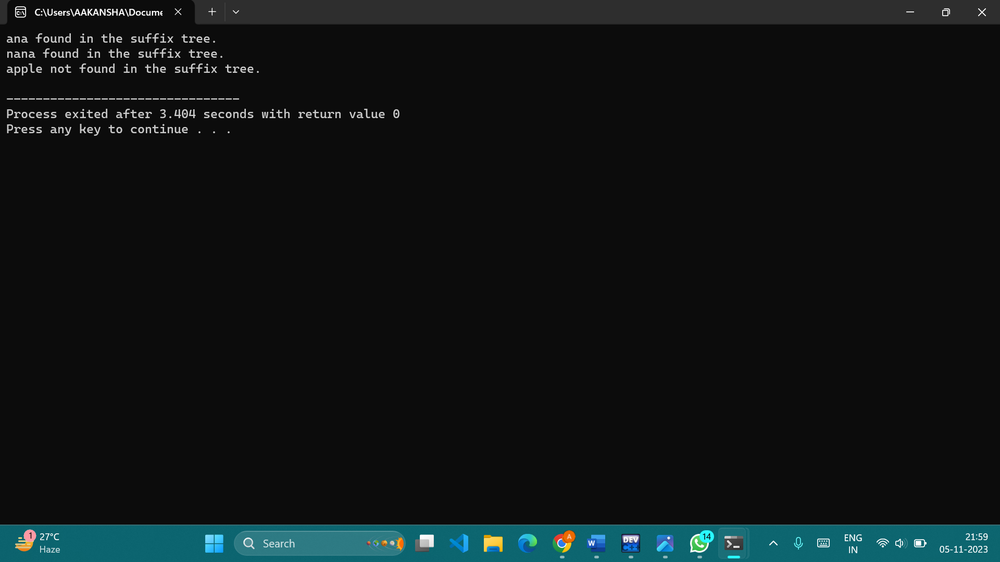 C:\Users\AAKANSHA\Docume
ana found in the suffix tree.
nana found in the suffix tree.
apple not found in the suffix tree.
--------------------------------
Process exited after 3.404 seconds with return value 0
Press any key to continue . . .
1
27°C
Haze
Search
A
W
DEV
C++
14
ENG
IN
21:59
05-11-2023